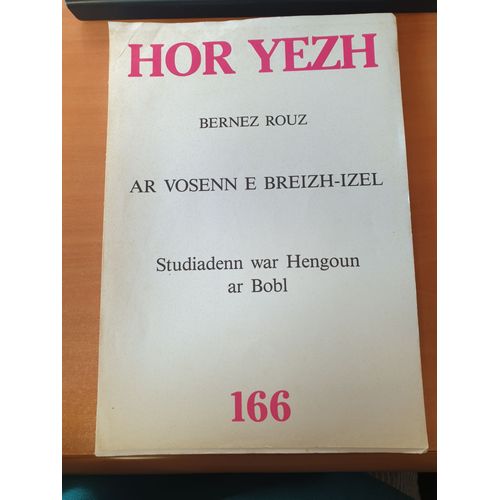 HOR YEZH
BERNEZ ROUZ
AR VOSENN E BREIZH-IZEL
Studiadenn war Hengoun
ar Bobl
166